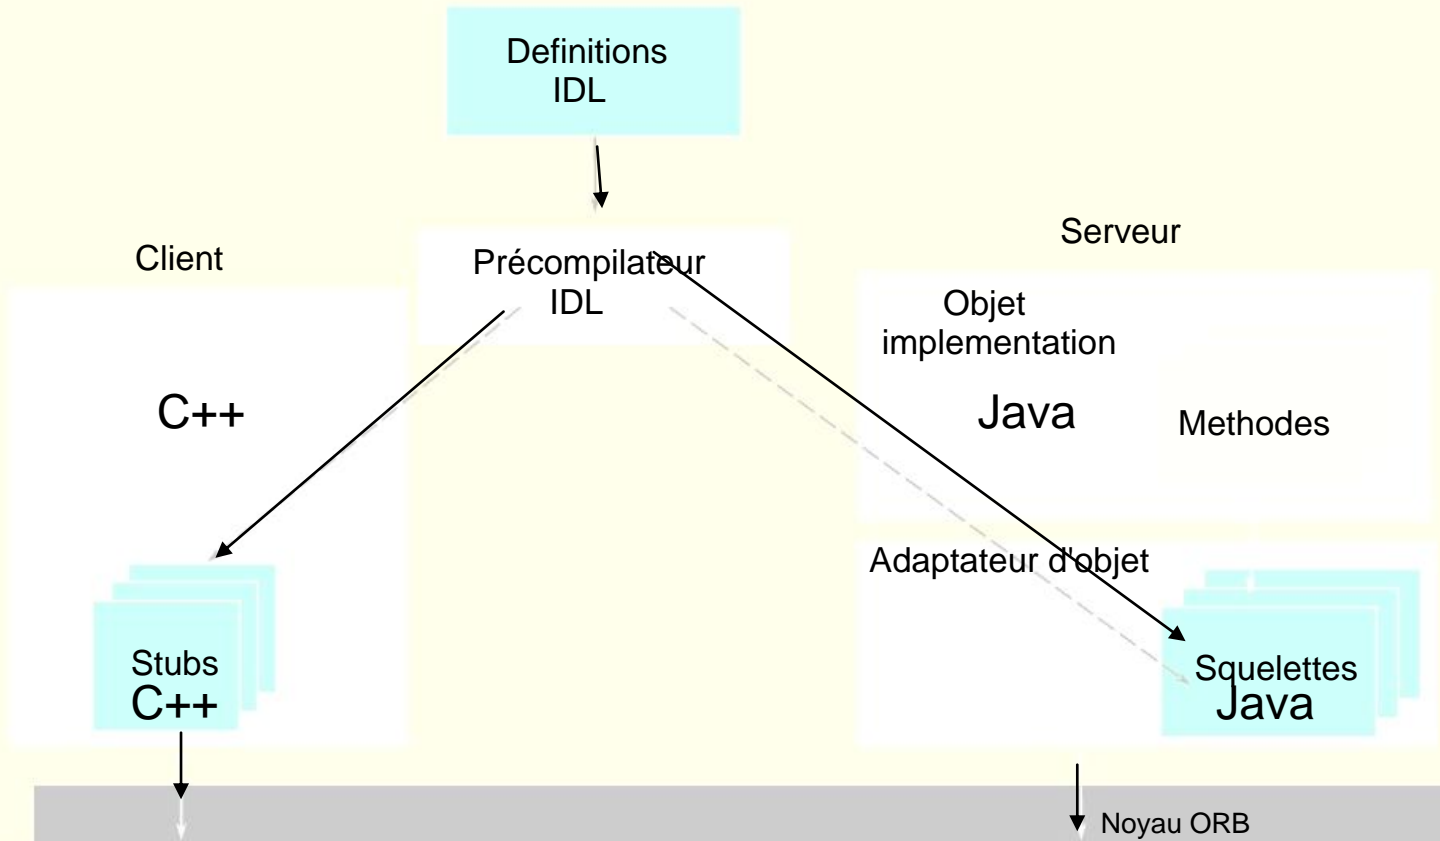 Definitions
IDL
Client
Précompilateur
IDL
Serveur
Objet
implementation
C++
Java
Methodes
Adaptateur d'objet
Stubs
C++
Squelettes
Java
Noyau ORB